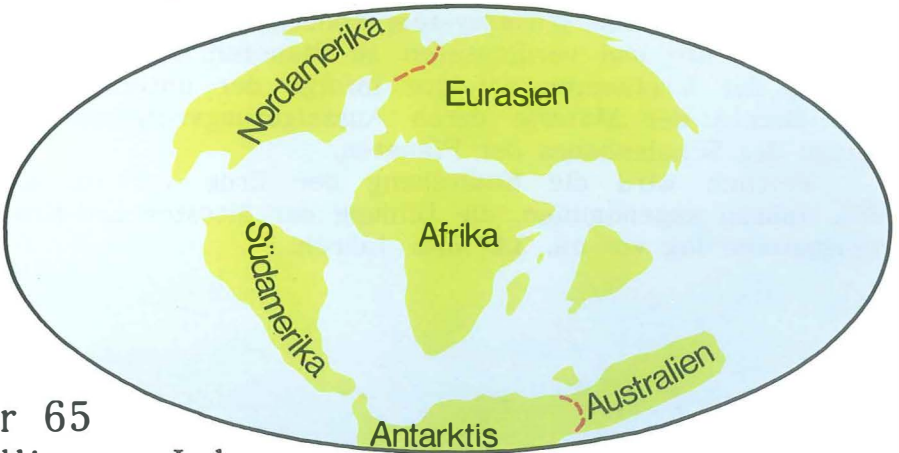 Nordamerika
Eurasien
Afrika
Südamerika
Australien
Antarktis
r 65